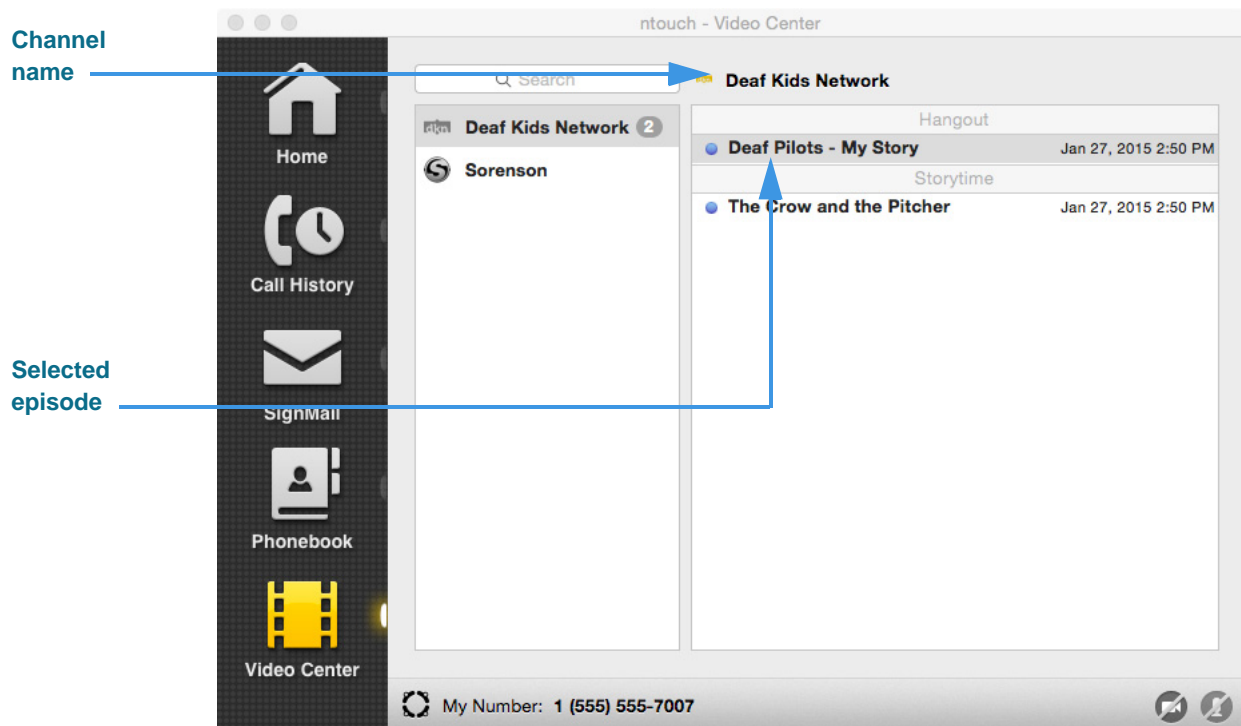 ntouch - Video Center
Channel
name
Search
Deaf Kids Network
dkn Deaf Kids Network 2
Sorenson
Hangout
Deaf Pilots - My Story Jan 27, 2015 2:50 PM
Storytime
The Crow and the Pitcher Jan 27, 2015 2:50 PM
Home
Call History
Selected
episode
SignMail
Phonebook
Video Center
My Number: 1 (555) 555-7007